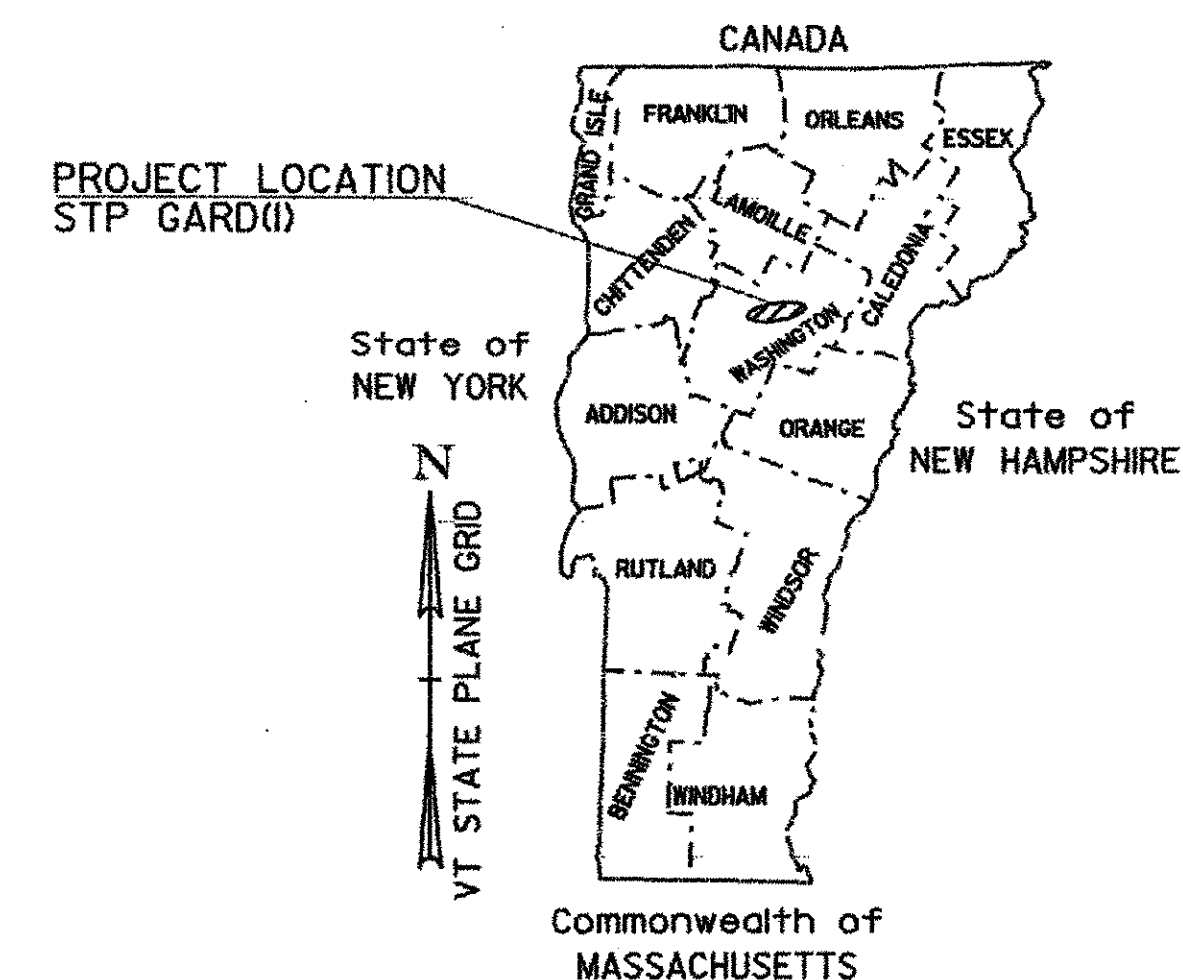 CANADA
GRAND ISLE
FRANKLIN
ORLEANS
ESSEX
PROJECT LOCATION
STP GARD(1)
LAMOILLE
CHITTENDEN
CALEDONIA
WASHINGTON
State of
NEW YORK
ADDISON
ORANGE
State of
NEW HAMPSHIRE
N
VT STATE PLANE GRID
RUTLAND
WINDSOR
BENNINGTON
WINDHAM
Commonwealth of
MASSACHUSETTS